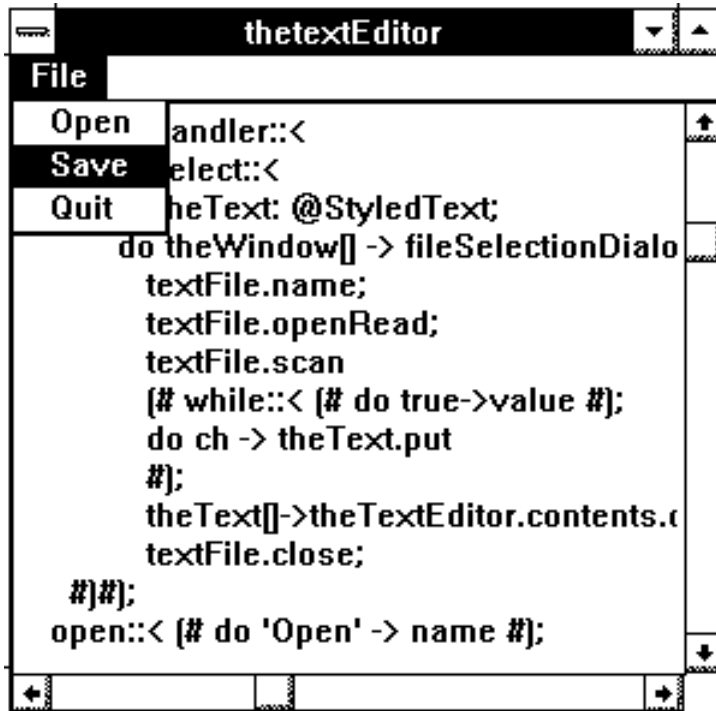 thetextEditor
File
Open
Save
Quit
andler::<
elect::<
heText: @StyledText;
do theWindow[] -> fileSelectionDialo
textFile.name;
textFile.openRead;
textFile.scan
(# while::< (# do true->value #);
do ch -> theText.put
#);
theText[]->theTextEditor.contents.
textFile.close;
#)#);
open::< (# do 'Open' -> name #);